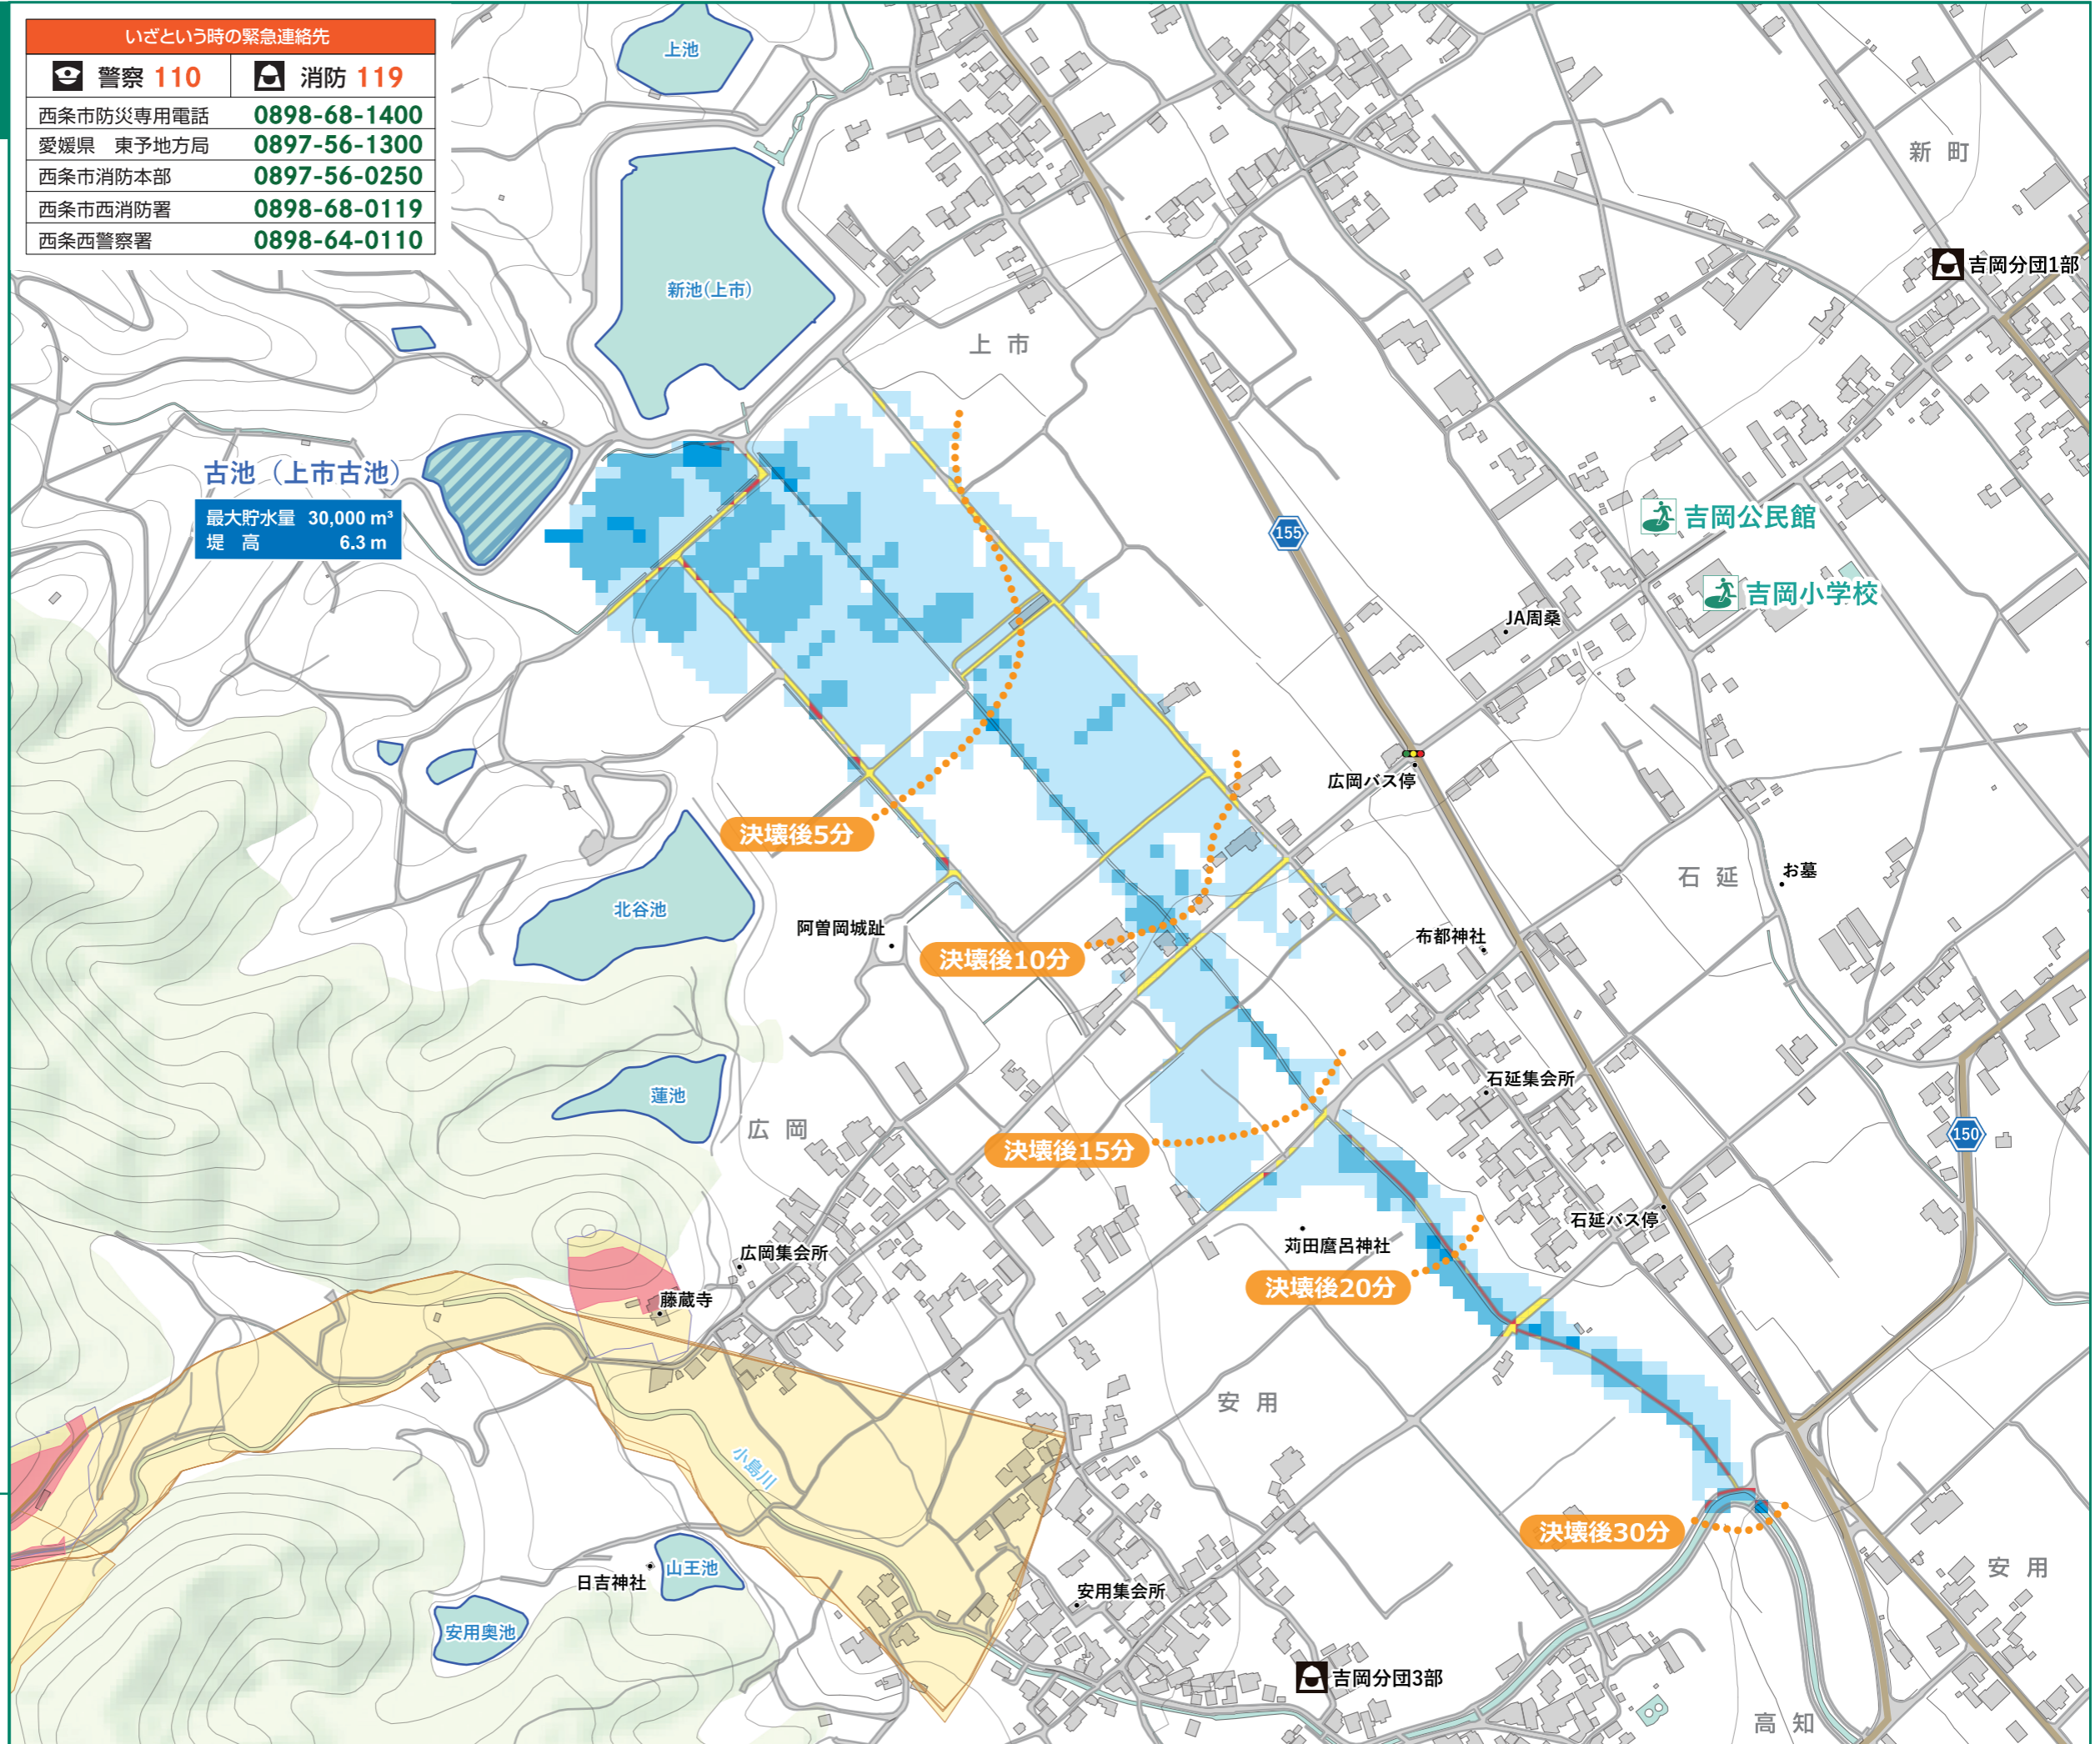 いざという時の緊急連絡先
警察 110
消防 119
西条市防災専用電話 0898-68-1400
愛媛県 東予地方局 0897-56-1300
西条市消防本部 0897-56-0250
西条市西消防署 0898-68-0119
西条西警察署 0898-64-0110
上池
新町
吉岡分団1部
新池(上市)
上市
古池（上市古池）
最大貯水量 30,000 m³
堤 高 6.3 m
155
吉岡公民館
吉岡小学校
JA周桑
広岡バス停
決壊後5分
石延
お墓
北谷池
阿曽岡城趾
布都神社
決壊後10分
石延集会所
蓮池
広岡
150
決壊後15分
石延バス停
苅田麿呂神社
広岡集会所
決壊後20分
藤蔵寺
安用
小島川
決壊後30分
日吉神社
山王池
安用
安用集会所
安用奥池
吉岡分団3部
高知